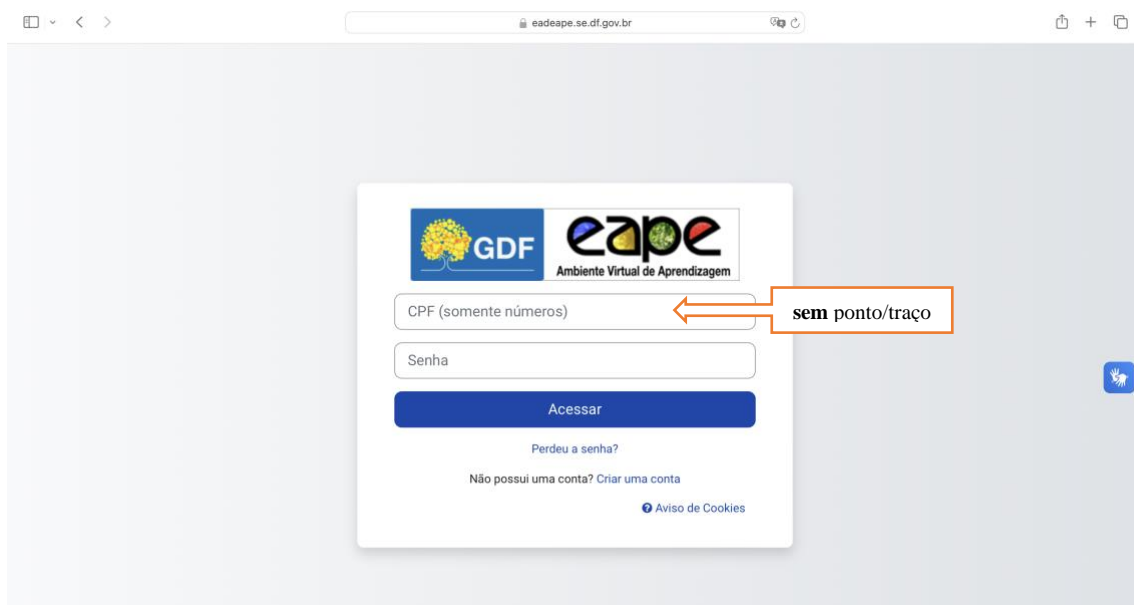 eadeape.se.df.gov.br
GDF
eape
Ambiente Virtual de Aprendizagem
CPF (somente números)
sem ponto/traço
Senha
Acessar
Perdeu a senha?
Não possui uma conta? Criar uma conta
Aviso de Cookies